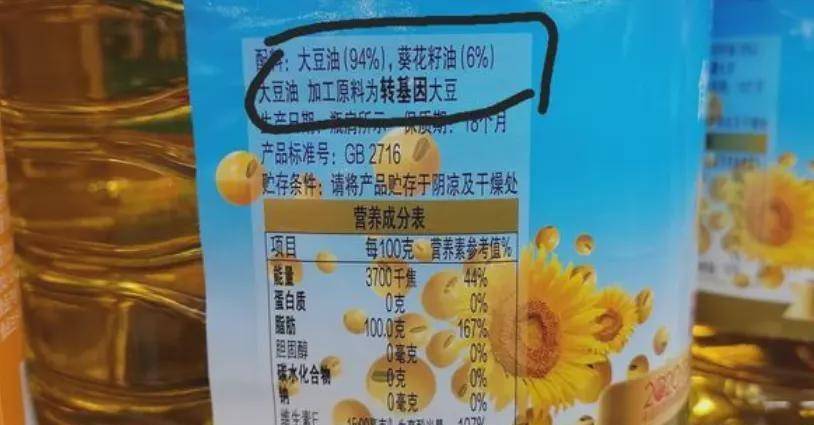 配料：大豆油(94%)，葵花籽油(6%)
大豆油 加工原料为转基因大豆
生产日期：瓶肩所示 保质期：18个月
产品标准号：GB 2716
贮存条件：请将产品贮存于阴凉及干燥处
营养成分表
项目 每100克 营养素参考值%
能量 3700千焦 44%
蛋白质 0克 0%
脂肪 100.0克 167%
胆固醇 0毫克 0%
碳水化合物 0克 0%
钠 0毫克 0%
维生素E 107%